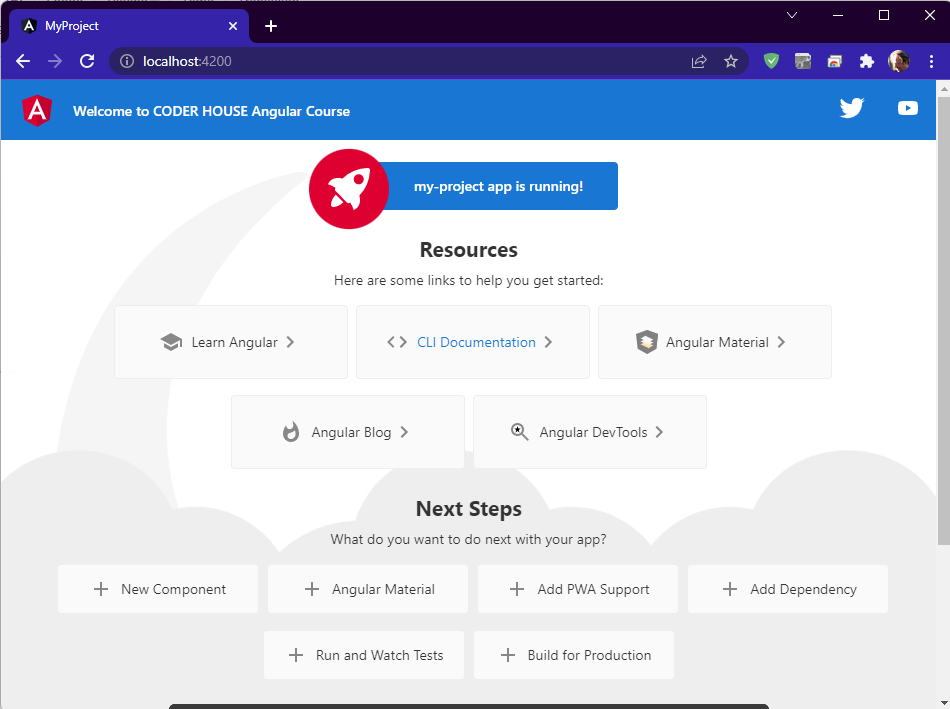 MyProject
localhost:4200
Welcome to CODER HOUSE Angular Course
my-project app is running!
Resources
Here are some links to help you get started:
Learn Angular
CLI Documentation
Angular Material
Angular Blog
Angular DevTools
Next Steps
What do you want to do next with your app?
New Component
Angular Material
Add PWA Support
Add Dependency
Run and Watch Tests
Build for Production